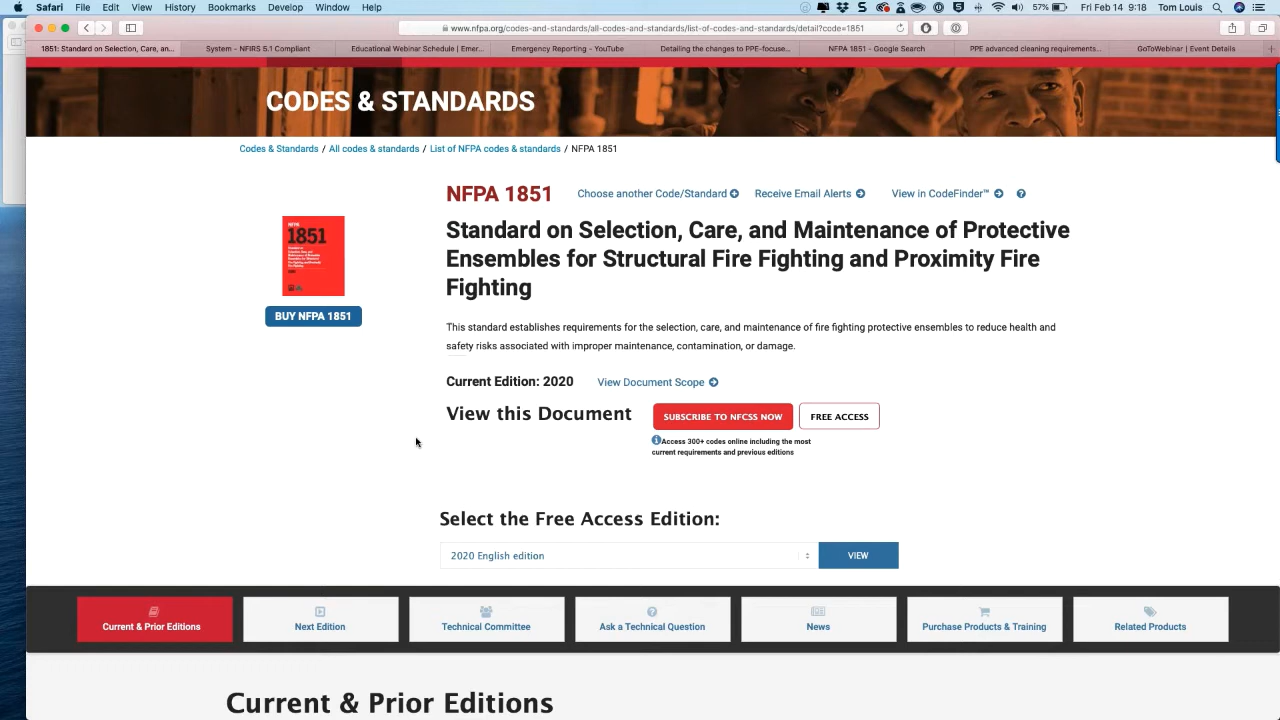 Safari File Edit View History Bookmarks Develop Window Help 57% Fri Feb 14 9:18 Tom Louis
www.nfpa.org/codes-and-standards/all-codes-and-standards/list-of-codes-and-standards/detail?code=1851
1851: Standard on Selection, Care, an... System - NFIRS 5.1 Compliant Educational Webinar Schedule | Emer... Emergency Reporting - YouTube Detailing the changes to PPE-focuse... NFPA 1851 - Google Search PPE advanced cleaning requirements... GoToWebinar | Event Details
CODES & STANDARDS
Codes & Standards / All codes & standards / List of NFPA codes & standards / NFPA 1851
NFPA 1851 Choose another Code/Standard Receive Email Alerts View in CodeFinder™
1851
BUY NFPA 1851
Standard on Selection, Care, and Maintenance of Protective
Ensembles for Structural Fire Fighting and Proximity Fire
Fighting
This standard establishes requirements for the selection, care, and maintenance of fire fighting protective ensembles to reduce health and
safety risks associated with improper maintenance, contamination, or damage.
Current Edition: 2020 View Document Scope
View this Document SUBSCRIBE TO NFCSS NOW FREE ACCESS
Access 300+ codes online including the most
current requirements and previous editions
Select the Free Access Edition:
2020 English edition VIEW
Current & Prior Editions Next Edition Technical Committee Ask a Technical Question News Purchase Products & Training Related Products
Current & Prior Editions